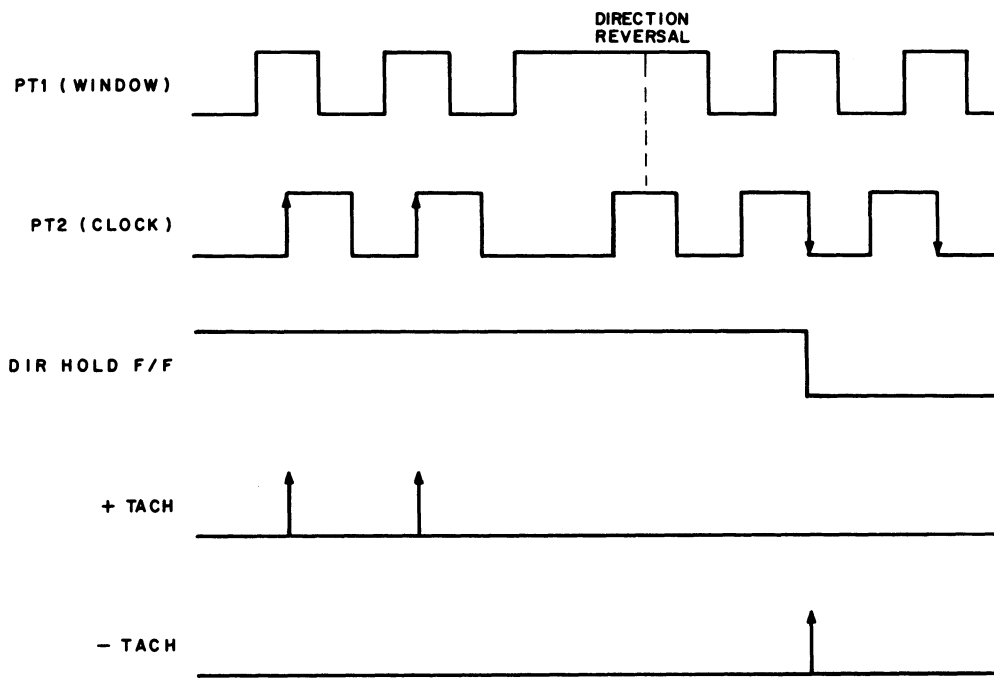 DIRECTION
REVERSAL
PT1 (WINDOW)
PT2 (CLOCK)
DIR HOLD F/F
+ TACH
- TACH